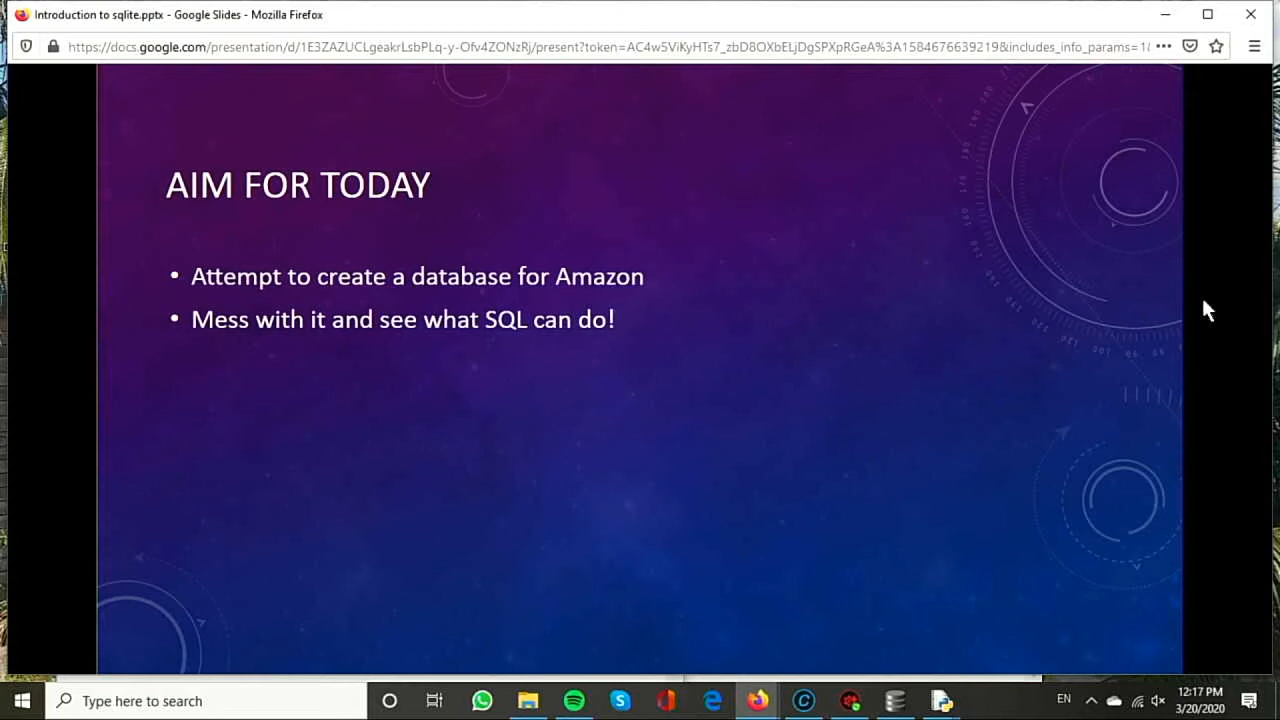 Introduction to sqlite.pptx - Google Slides - Mozilla Firefox
https://docs.google.com/presentation/d/1E3ZAZUCLgeakrLsbPLq-y-Ofv4ZONzRj/present?token=AC4w5ViKyHTs7_zbD8OXbELjDgSPXpRGeA%3A1584676639219&includes_info_params=1&
AIM FOR TODAY
• Attempt to create a database for Amazon
• Mess with it and see what SQL can do!
Type here to search
EN
12:17 PM
3/20/2020